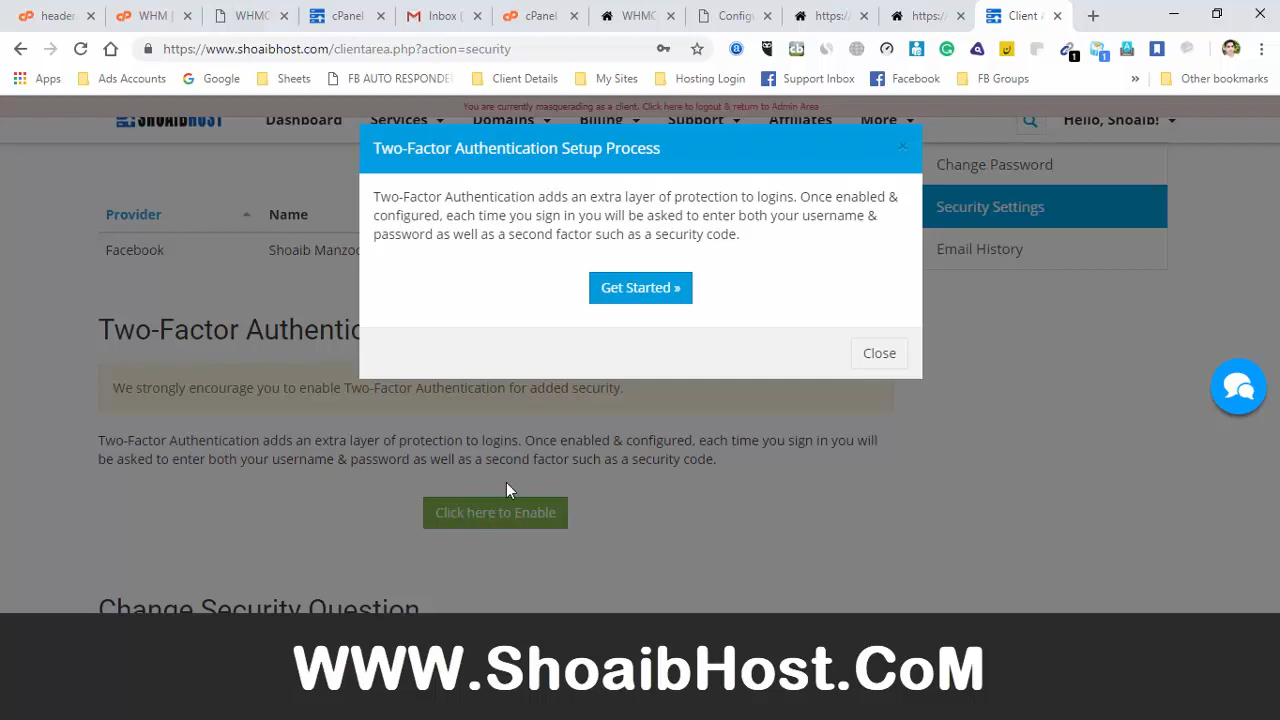 header
WHM |
WHMC
cPanel
Inbox (
cPanel
WHMC
Config
https:/
https:/
Client A
https://www.shoaibhost.com/clientarea.php?action=security
1
1
Apps
Ads Accounts
Google
Sheets
FB AUTO RESPONDE
Client Details
My Sites
Hosting Login
Support Inbox
Facebook
FB Groups
»
Other bookmarks
You are currently masquerading as a client. Click here to logout & return to Admin Area
SHOAIBHOST
Dashboard
Services
Domains
Billing
Support
Affiliates
More
Hello, Shoaib!
Two-Factor Authentication Setup Process
×
Change Password
Two-Factor Authentication adds an extra layer of protection to logins. Once enabled &
configured, each time you sign in you will be asked to enter both your username &
password as well as a second factor such as a security code.
Provider
Name
Security Settings
Facebook
Shoaib Manzoo
Email History
Get Started »
Two-Factor Authentic
Close
We strongly encourage you to enable Two-Factor Authentication for added security.
Two-Factor Authentication adds an extra layer of protection to logins. Once enabled & configured, each time you sign in you will
be asked to enter both your username & password as well as a second factor such as a security code.
Click here to Enable
Change Security Question
WWW.ShoaibHost.CoM